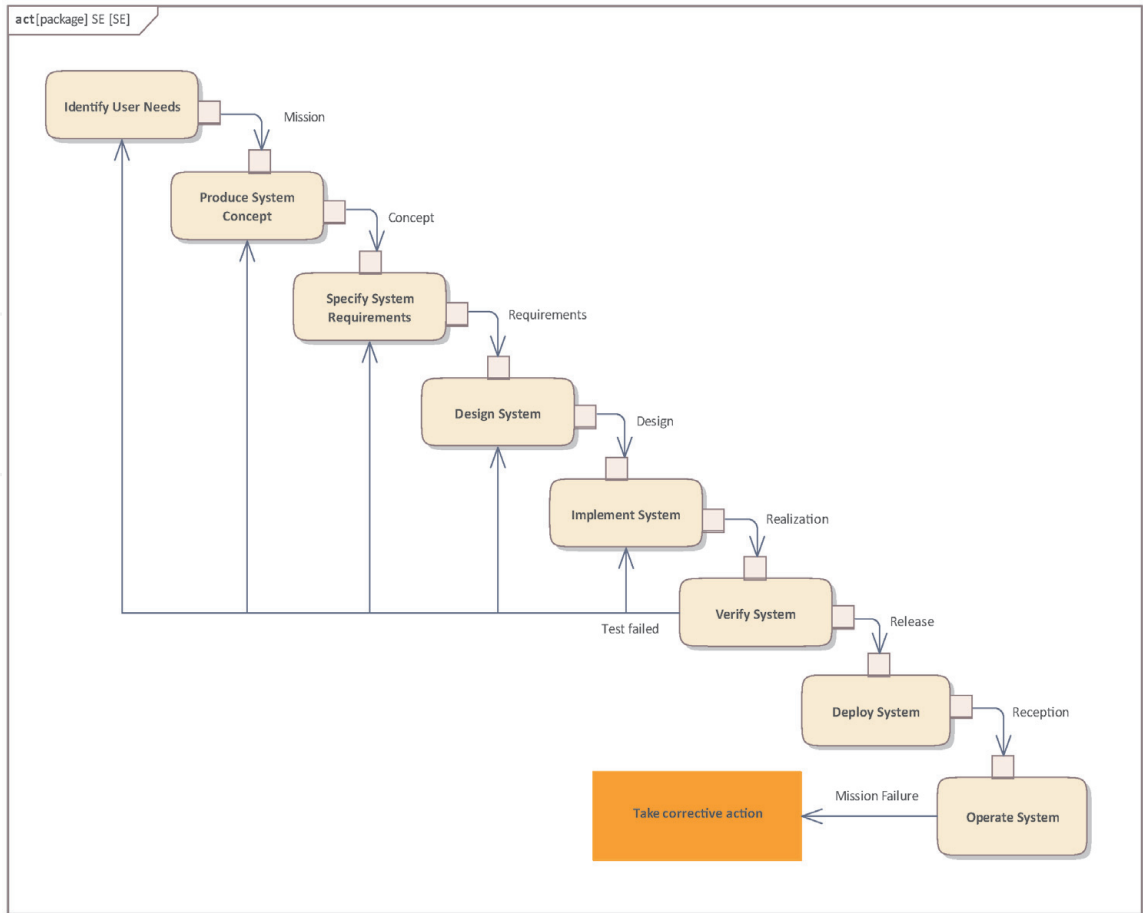 act [package] SE [SE]
Identify User Needs
Mission
Produce System
Concept
Concept
Specify System
Requirements
Requirements
Design System
Design
Implement System
Realization
Verify System
Test failed
Release
Deploy System
Reception
Mission Failure
Take corrective action
Operate System